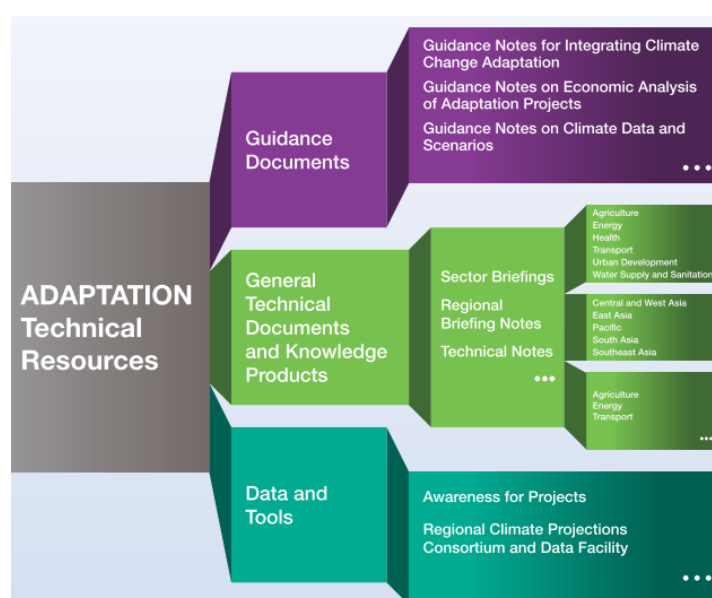 ADAPTATION
Technical
Resources
Guidance
Documents
Guidance Notes for Integrating Climate
Change Adaptation
Guidance Notes on Economic Analysis
of Adaptation Projects
Guidance Notes on Climate Data and
Scenarios
...
General
Technical
Documents
and Knowledge
Products
Sector Briefings
Regional
Briefing Notes
Technical Notes
...
Agriculture
Energy
Health
Transport
Urban Development
Water Supply and Sanitation
Central and West Asia
East Asia
Pacific
South Asia
Southeast Asia
Agriculture
Energy
Transport
...
Data and
Tools
Awareness for Projects
Regional Climate Projections
Consortium and Data Facility
...